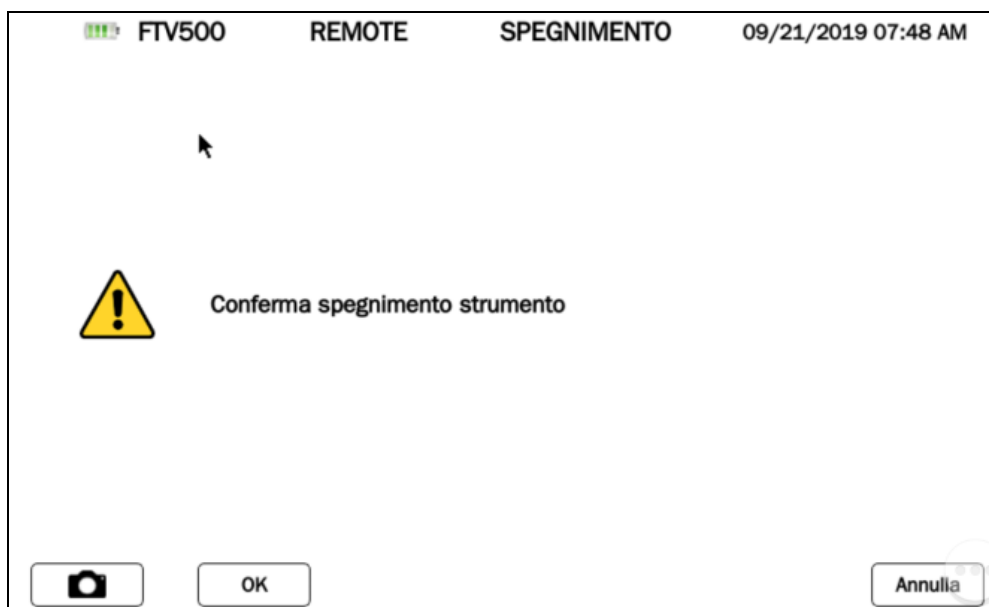 FTV500 REMOTE SPEGNIMENTO 09/21/2019 07:48 AM
Conferma spegnimento strumento
OK Annulla